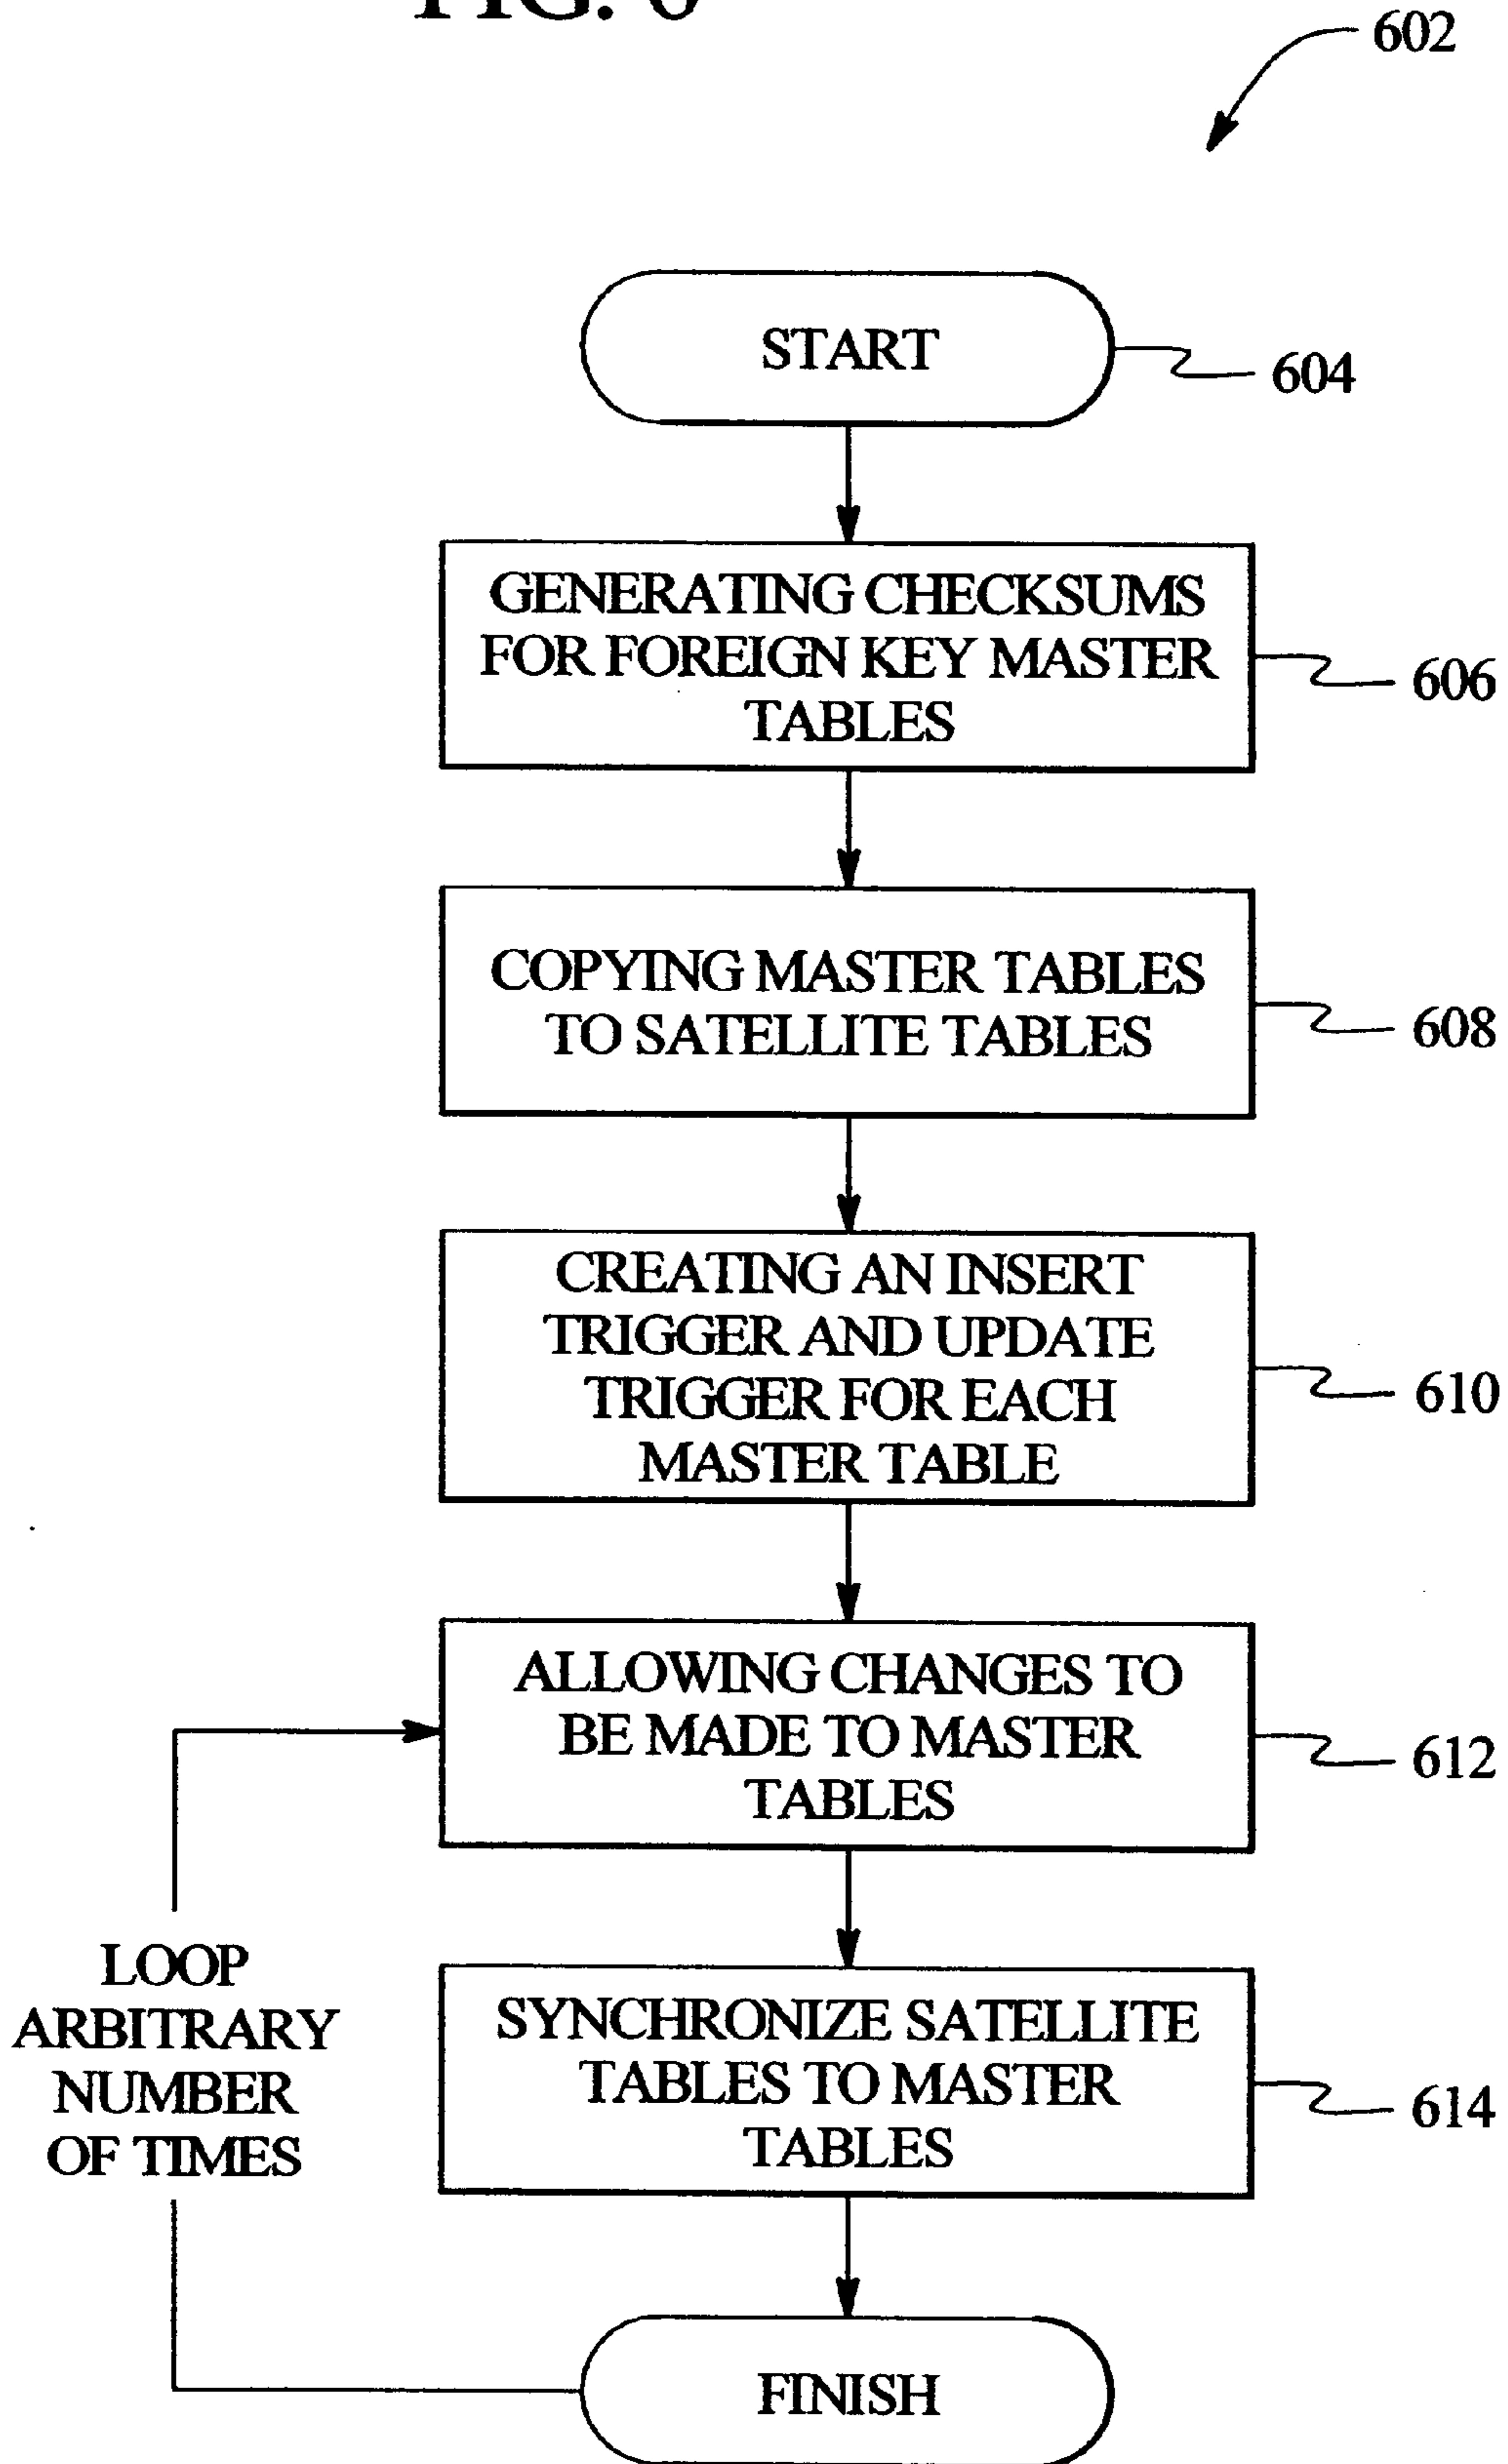 FIG. 6
602
START
604
GENERATING CHECKSUMS
FOR FOREIGN KEY MASTER
TABLES
606
COPYING MASTER TABLES
TO SATELLITE TABLES
608
CREATING AN INSERT
TRIGGER AND UPDATE
TRIGGER FOR EACH
MASTER TABLE
610
ALLOWING CHANGES TO
BE MADE TO MASTER
TABLES
612
LOOP
ARBITRARY
NUMBER
OF TIMES
SYNCHRONIZE SATELLITE
TABLES TO MASTER
TABLES
614
FINISH